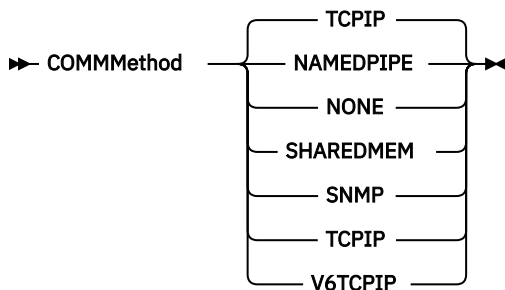 TCPIP
COMMMethod NAMEDPIPE
NONE
SHAREDMEM
SNMP
TCPIP
V6TCPIP